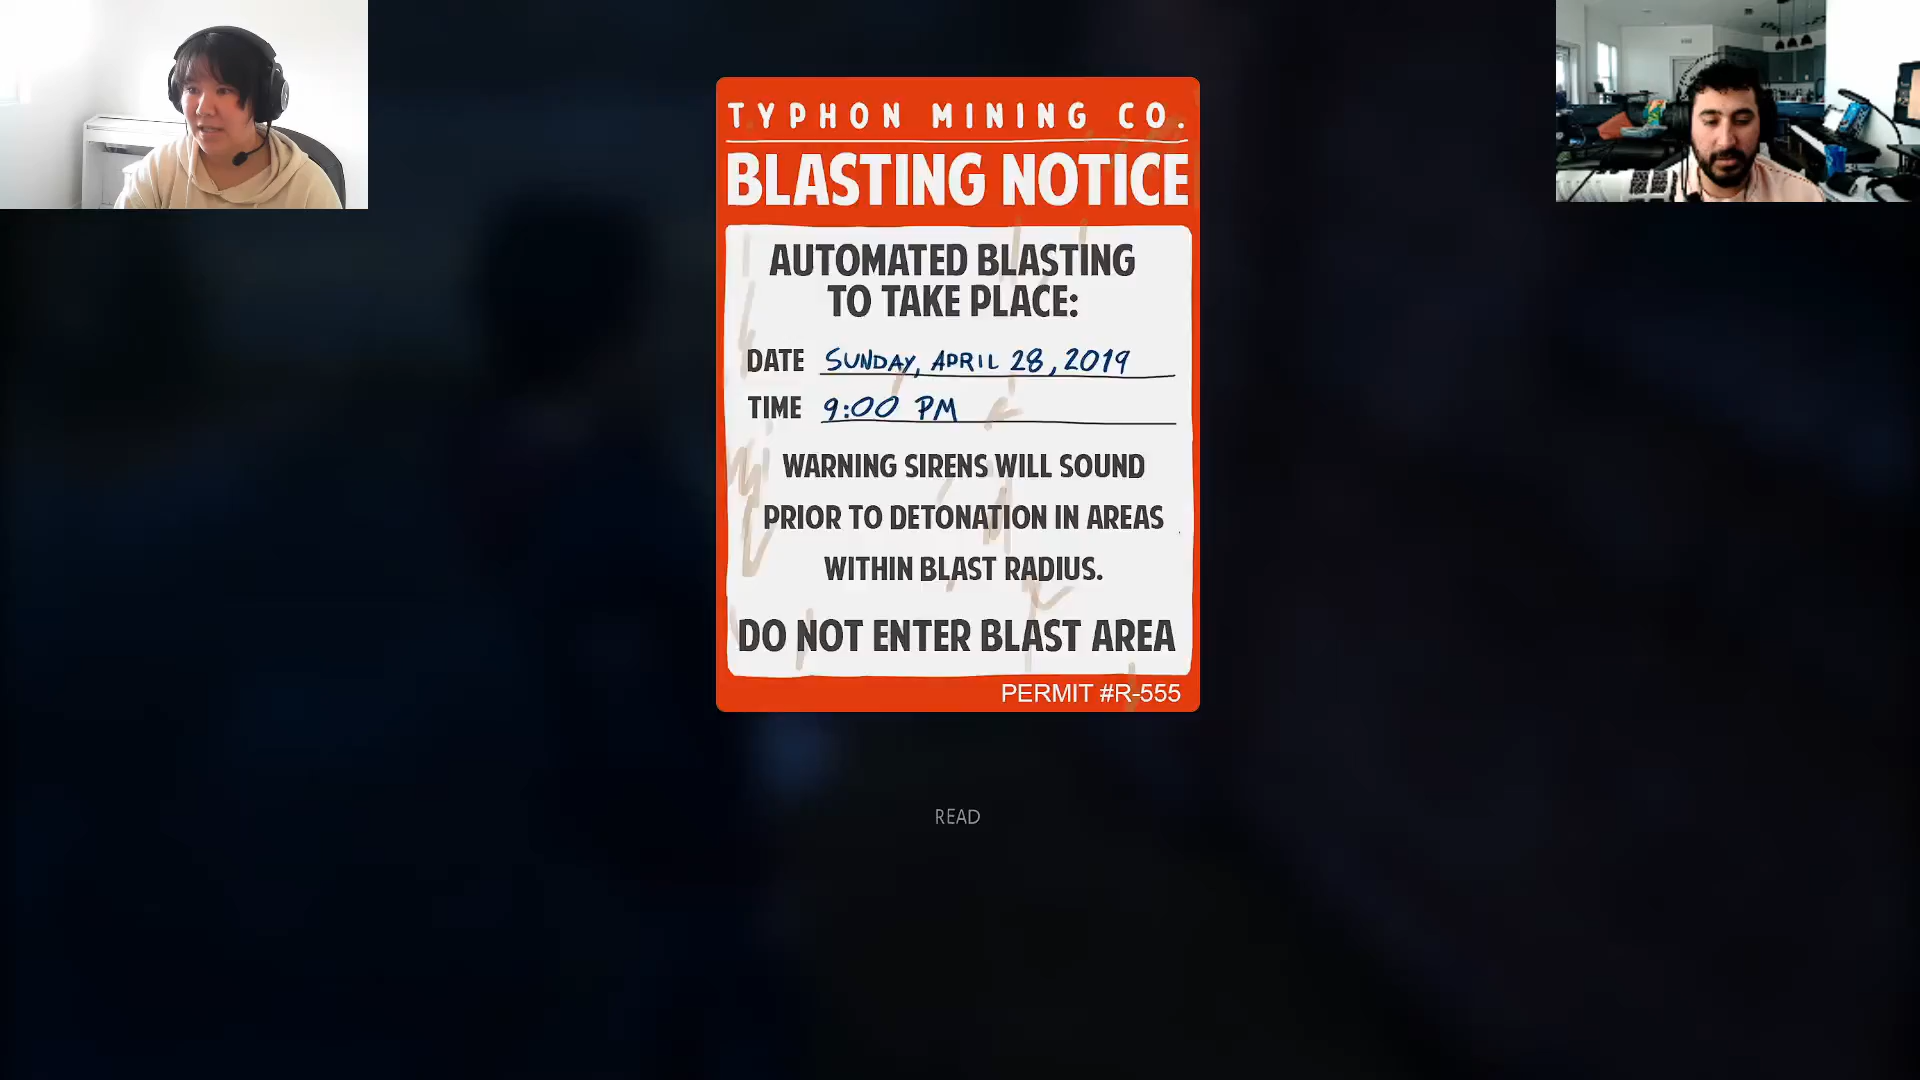 TYPHON MINING CO.
BLASTING NOTICE
AUTOMATED BLASTING
TO TAKE PLACE:
DATE SUNDAY, APRIL 28, 2019
TIME 9:00 PM
WARNING SIRENS WILL SOUND
PRIOR TO DETONATION IN AREAS
WITHIN BLAST RADIUS.
DO NOT ENTER BLAST AREA
PERMIT #R-555
READ